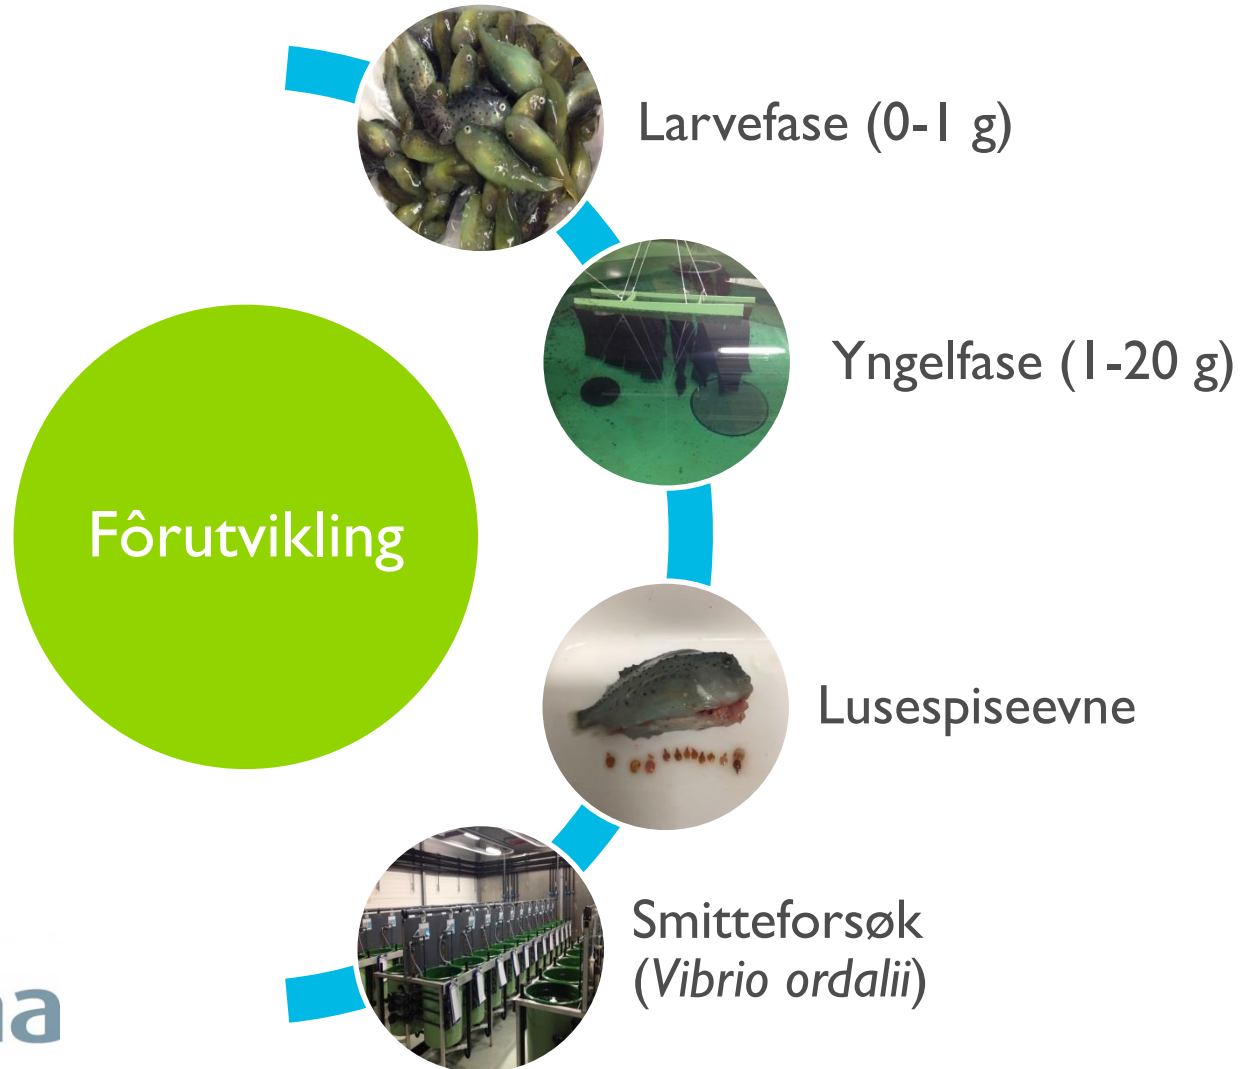 Larvefase (0-1 g)
Yngelfase (1-20 g)
Fôrutvikling
Lusespiseevne
Smitteforsøk
(Vibrio ordalii)